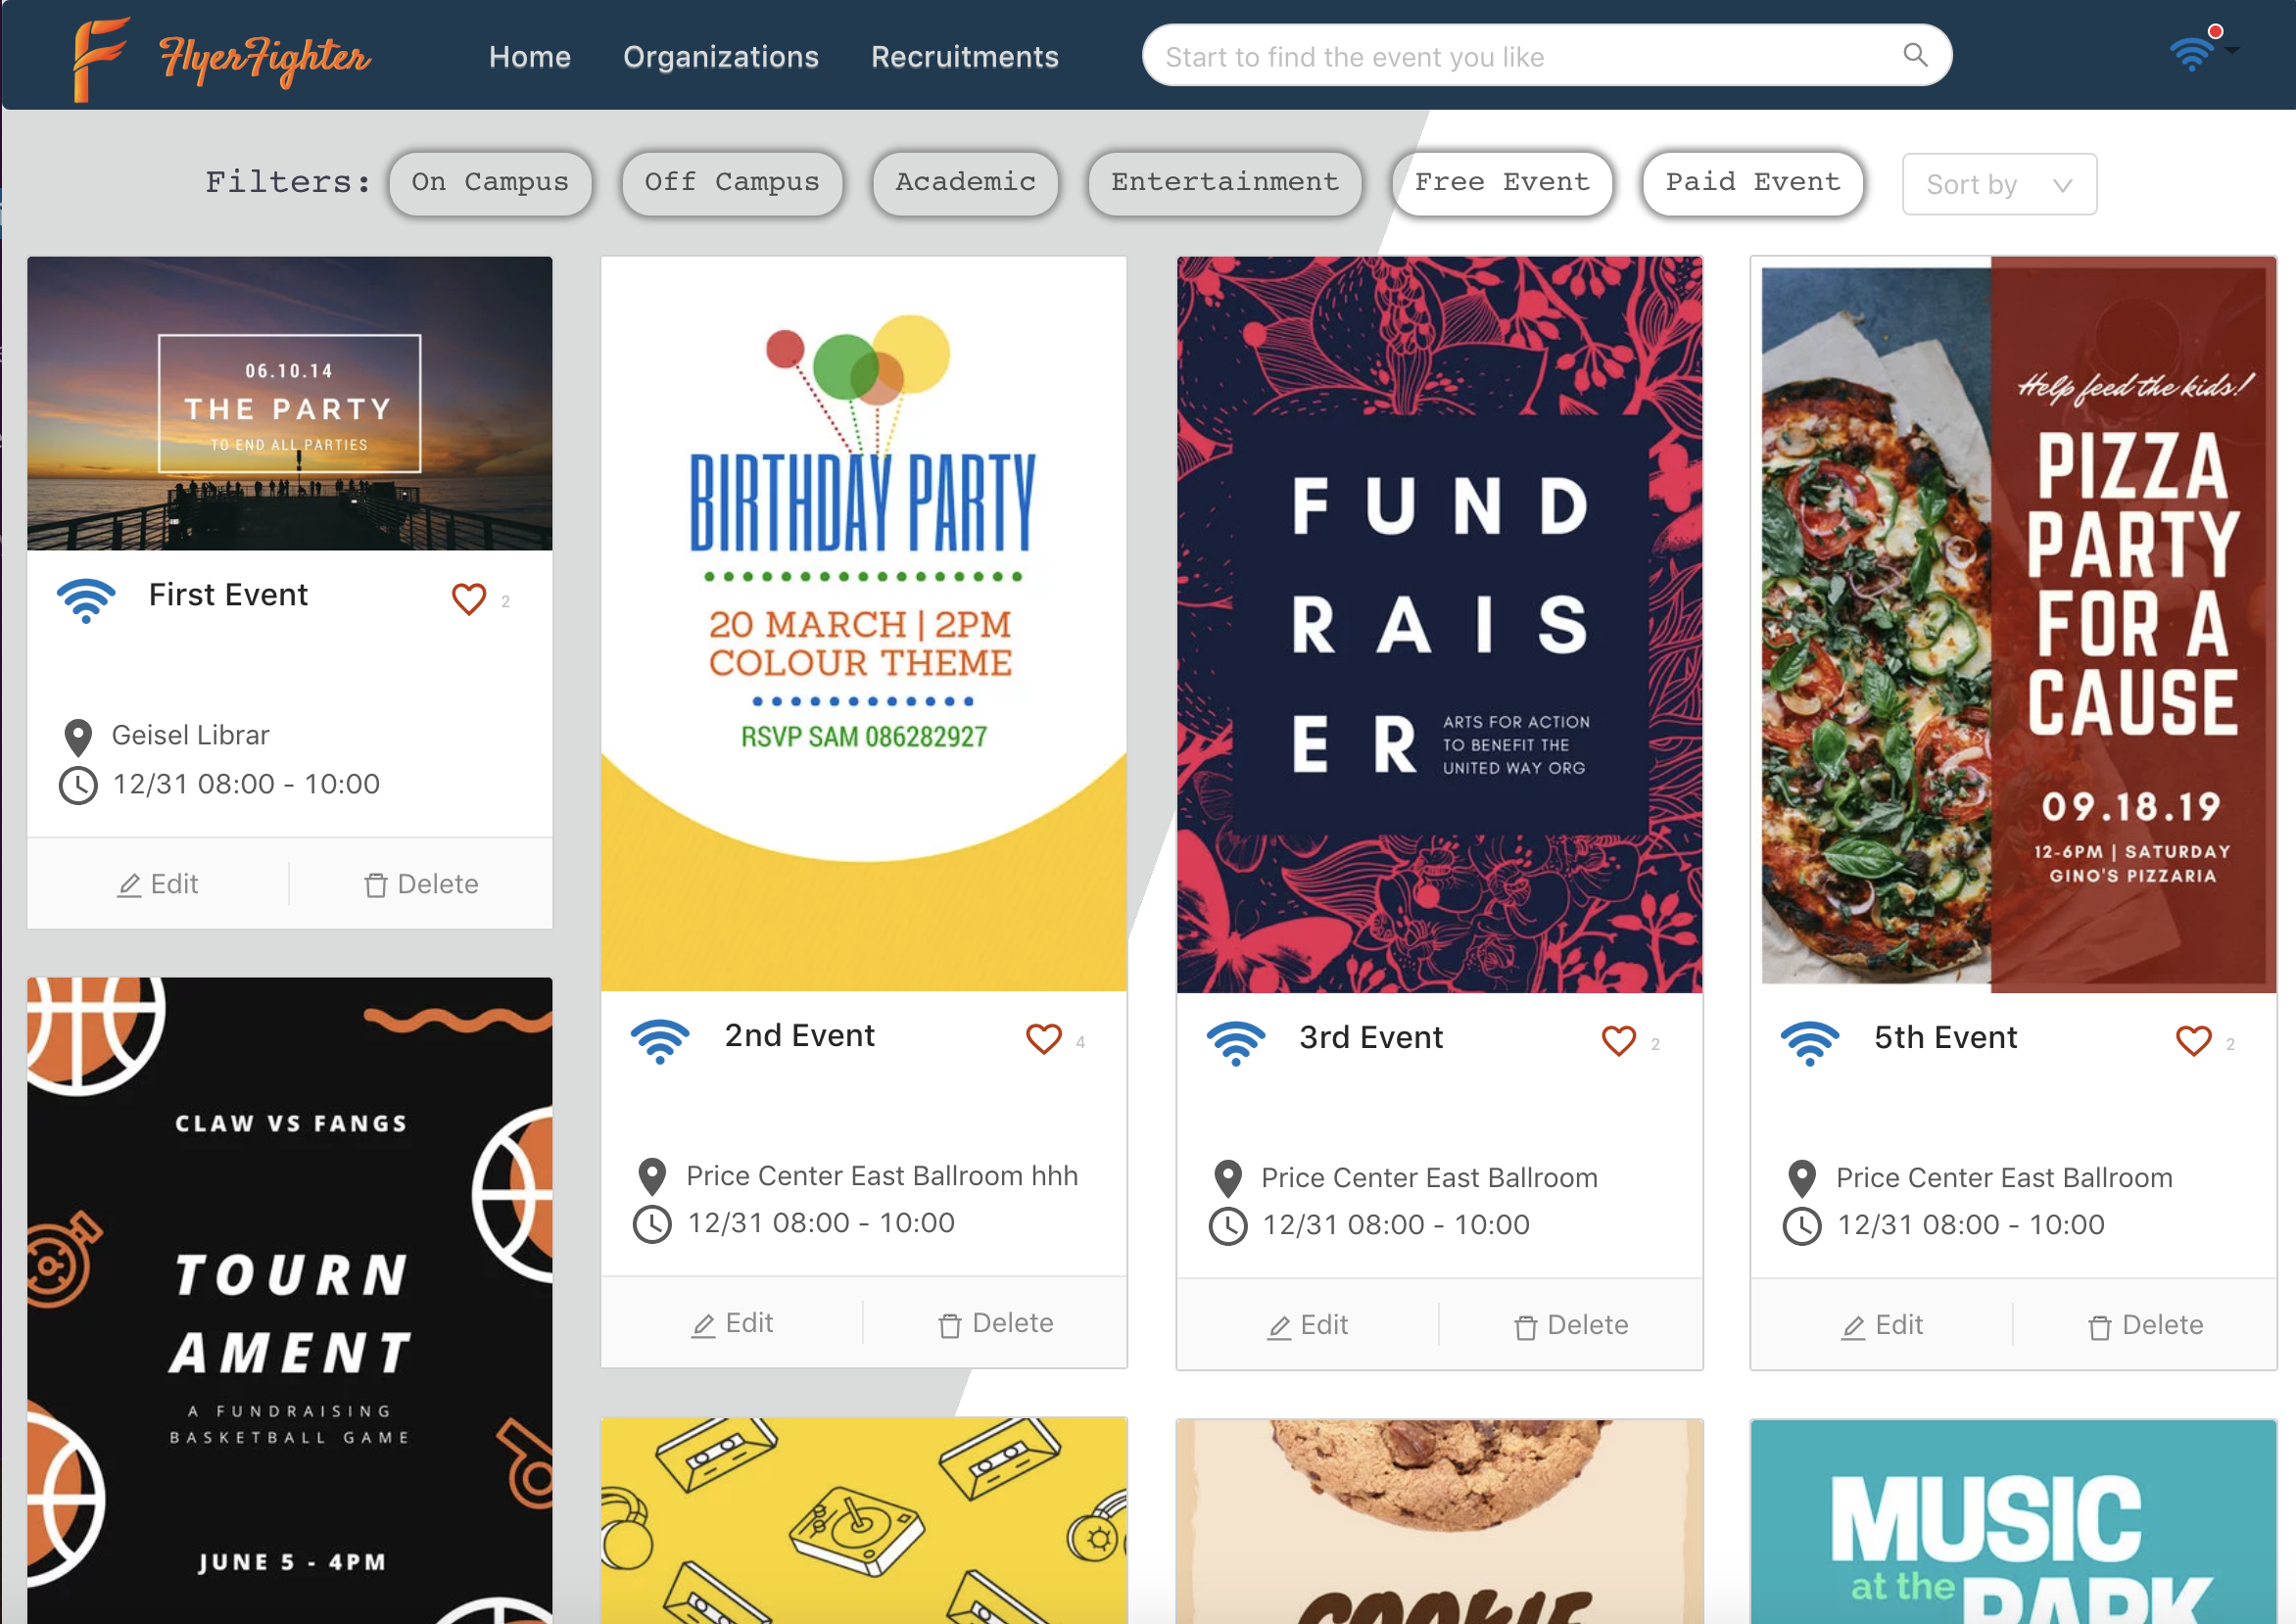 FlyerFighter
Home
Organizations
Recruitments
Start to find the event you like
Filters:
On Campus
Off Campus
Academic
Entertainment
Free Event
Paid Event
Sort by
06.10.14
THE PARTY
TO END ALL PARTIES
First Event
2
Geisel Librar
12/31 08:00 - 10:00
Edit
Delete
BIRTHDAY PARTY
20 MARCH | 2PM
COLOUR THEME
RSVP SAM 086282927
2nd Event
4
Price Center East Ballroom hhh
12/31 08:00 - 10:00
Edit
Delete
FUND
RAIS
ER
ARTS FOR ACTION
TO BENEFIT THE
UNITED WAY ORG
3rd Event
2
Price Center East Ballroom
12/31 08:00 - 10:00
Edit
Delete
Help feed the kids!
PIZZA
PARTY
FOR A
CAUSE
09.18.19
12-6PM | SATURDAY
GINO'S PIZZARIA
5th Event
2
Price Center East Ballroom
12/31 08:00 - 10:00
Edit
Delete
CLAW VS FANGS
TOURN
AMENT
A FUNDRAISING
BASKETBALL GAME
JUNE 5 - 4PM
COOKIE
MUSIC
at the PARK